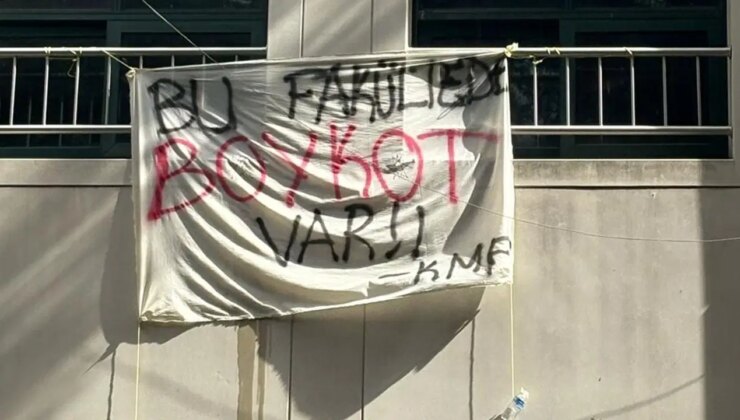 BU FAKÜLTEDE
BOYKOT
VAR!!
-KMF